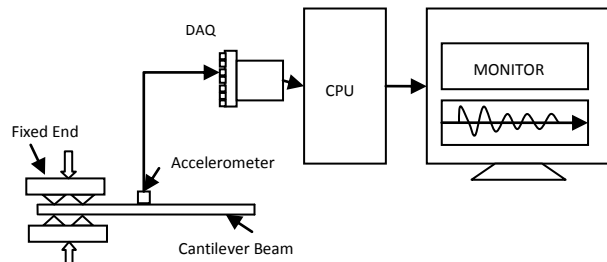 DAQ
CPU
MONITOR
Fixed End
Accelerometer
Cantilever Beam